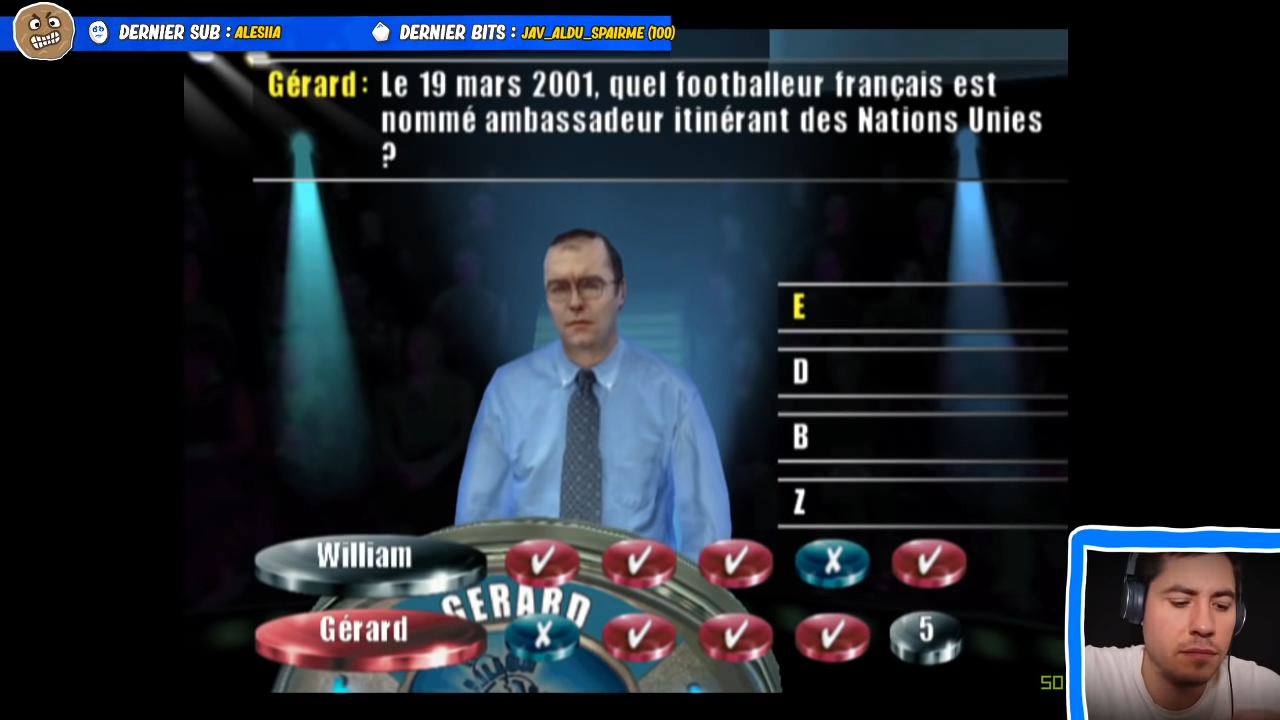 DERNIER SUB : ALESIIA
DERNIER BITS : JAV_ALDU_SPAIRME (100)
Gérard : Le 19 mars 2001, quel footballeur français est
nommé ambassadeur itinérant des Nations Unies
?
E
D
B
Z
William
GERARD
Gérard
5
50